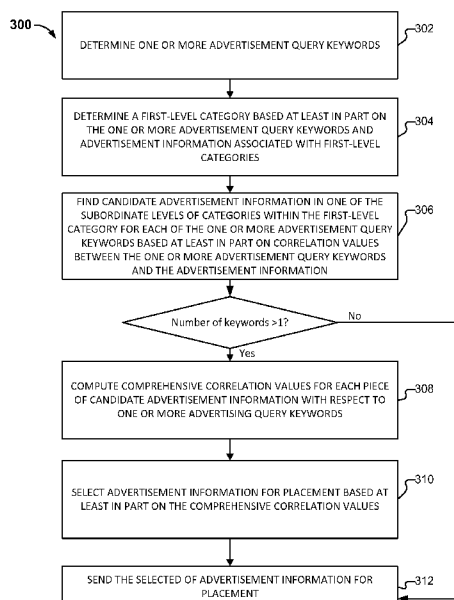 300
DETERMINE ONE OR MORE ADVERTISEMENT QUERY KEYWORDS
302
DETERMINE A FIRST-LEVEL CATEGORY BASED AT LEAST IN PART ON
THE ONE OR MORE ADVERTISEMENT QUERY KEYWORDS AND
ADVERTISEMENT INFORMATION ASSOCIATED WITH FIRST-LEVEL
CATEGORIES
304
FIND CANDIDATE ADVERTISEMENT INFORMATION IN ONE OF THE
SUBORDINATE LEVELS OF CATEGORIES WITHIN THE FIRST-LEVEL
CATEGORY FOR EACH OF THE ONE OR MORE ADVERTISEMENT QUERY
KEYWORDS BASED AT LEAST IN PART ON CORRELATION VALUES
BETWEEN THE ONE OR MORE ADVERTISEMENT QUERY KEYWORDS
AND THE ADVERTISEMENT INFORMATION
306
Number of keywords >1?
No
Yes
COMPUTE COMPREHENSIVE CORRELATION VALUES FOR EACH PIECE
OF CANDIDATE ADVERTISEMENT INFORMATION WITH RESPECT TO
ONE OR MORE ADVERTISING QUERY KEYWORDS
308
SELECT ADVERTISEMENT INFORMATION FOR PLACEMENT BASED AT
LEAST IN PART ON THE COMPREHENSIVE CORRELATION VALUES
310
SEND THE SELECTED OF ADVERTISEMENT INFORMATION FOR
PLACEMENT
312